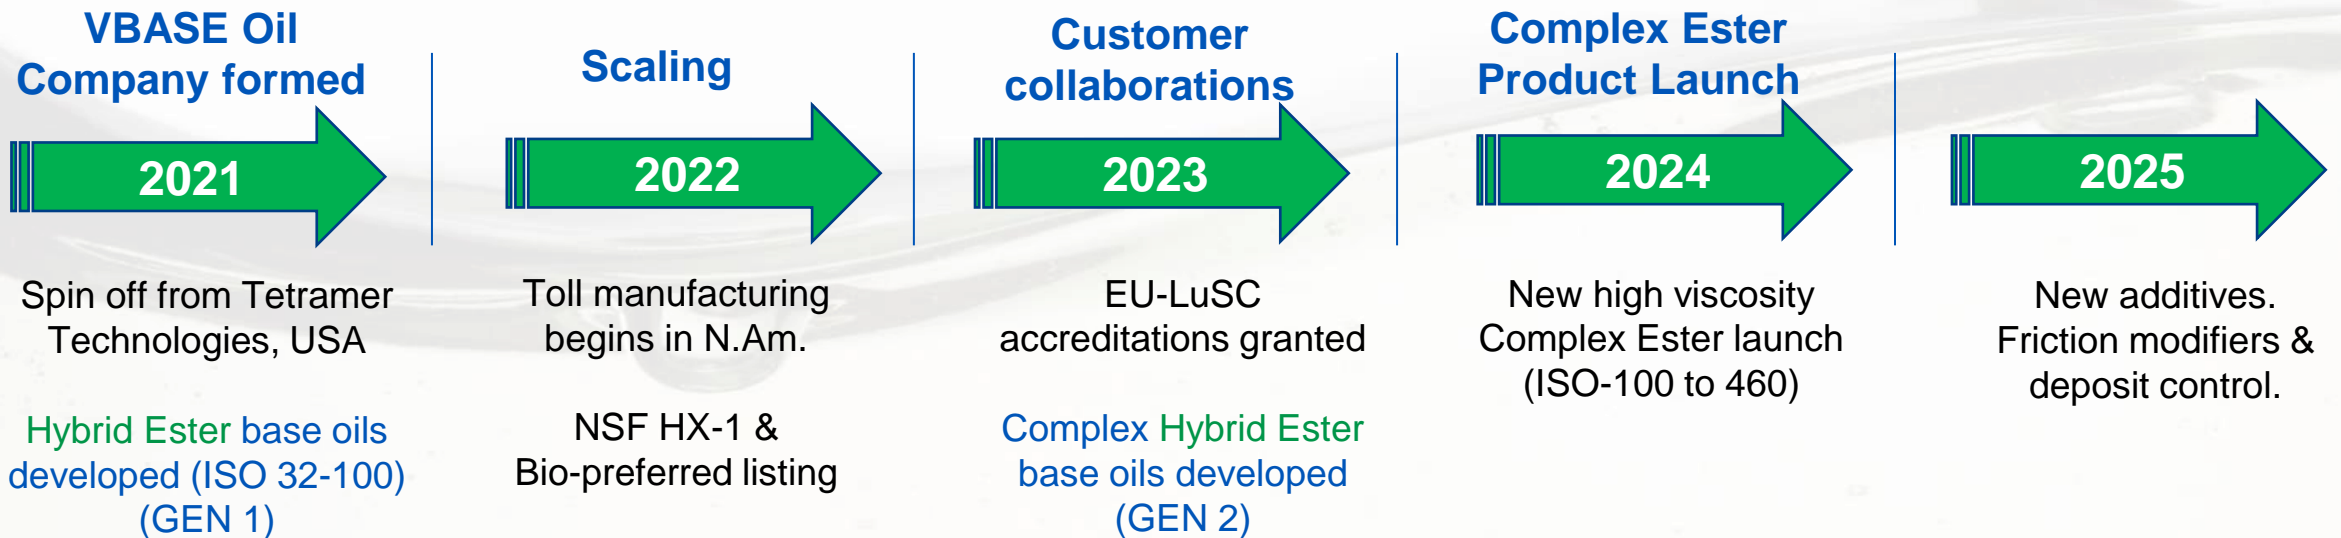 VBASE Oil
Company formed
2021
Spin off from Tetramer
Technologies, USA
Hybrid Ester base oils
developed (ISO 32-100)
(GEN 1)
Scaling
2022
Toll manufacturing
begins in N.Am.
NSF HX-1 &
Bio-preferred listing
Customer
collaborations
2023
EU-LuSC
accreditations granted
Complex Hybrid Ester
base oils developed
(GEN 2)
Complex Ester
Product Launch
2024
New high viscosity
Complex Ester launch
(ISO-100 to 460)
2025
New additives.
Friction modifiers &
deposit control.